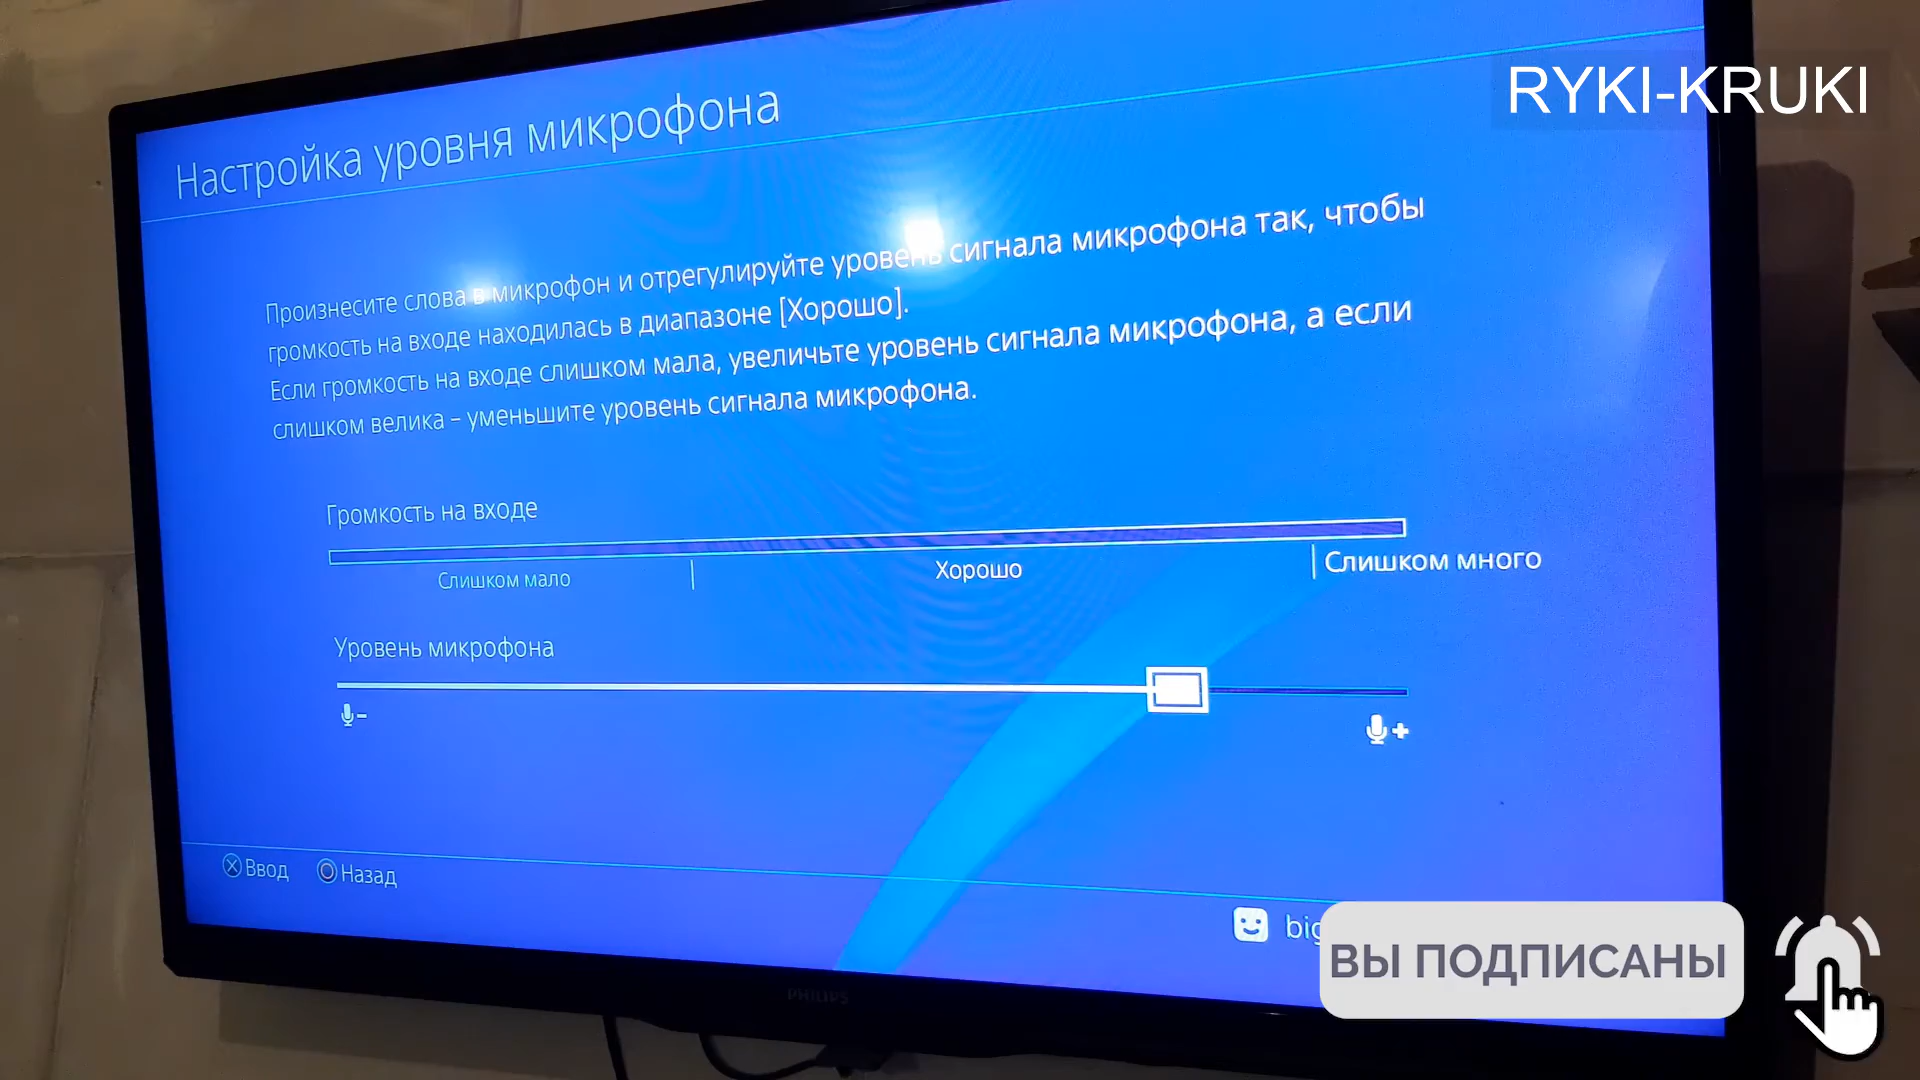 RYKI-KRUKI
Настройка уровня микрофона
Произнесите слова в микрофон и отрегулируйте уровень сигнала микрофона так, чтобы
громкость на входе находилась в диапазоне [Хорошо].
Если громкость на входе слишком мала, увеличьте уровень сигнала микрофона, а если
слишком велика – уменьшите уровень сигнала микрофона.
Громкость на входе
Слишком мало
Хорошо
Слишком много
Уровень микрофона
Ввод
Назад
ВЫ ПОДПИСАНЫ
PHILIPS